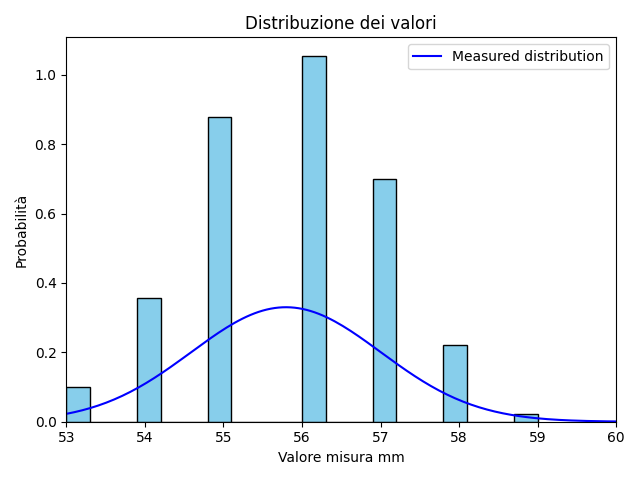 Distribuzione dei valori
Measured distribution
Probabilità
1.0
0.8
0.6
0.4
0.2
0.0
53 54 55 56 57 58 59 60
Valore misura mm